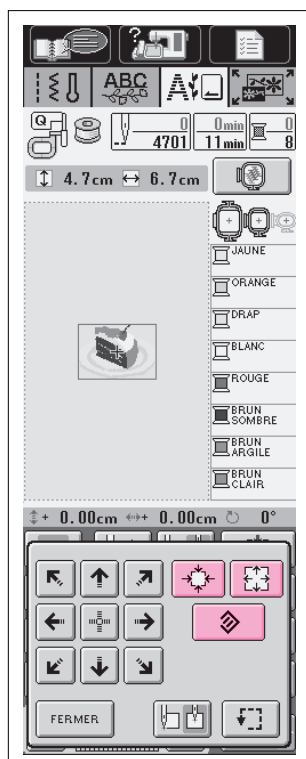 ?
ABC
A
Q
0 0min 0
4701 11min 8
4.7cm 6.7cm
JAUNE
ORANGE
DRAP
BLANC
ROUGE
BRUN
SOMBRE
BRUN
ARGILE
BRUN
CLAIR
+ 0.00cm + 0.00cm 0°
FERMER